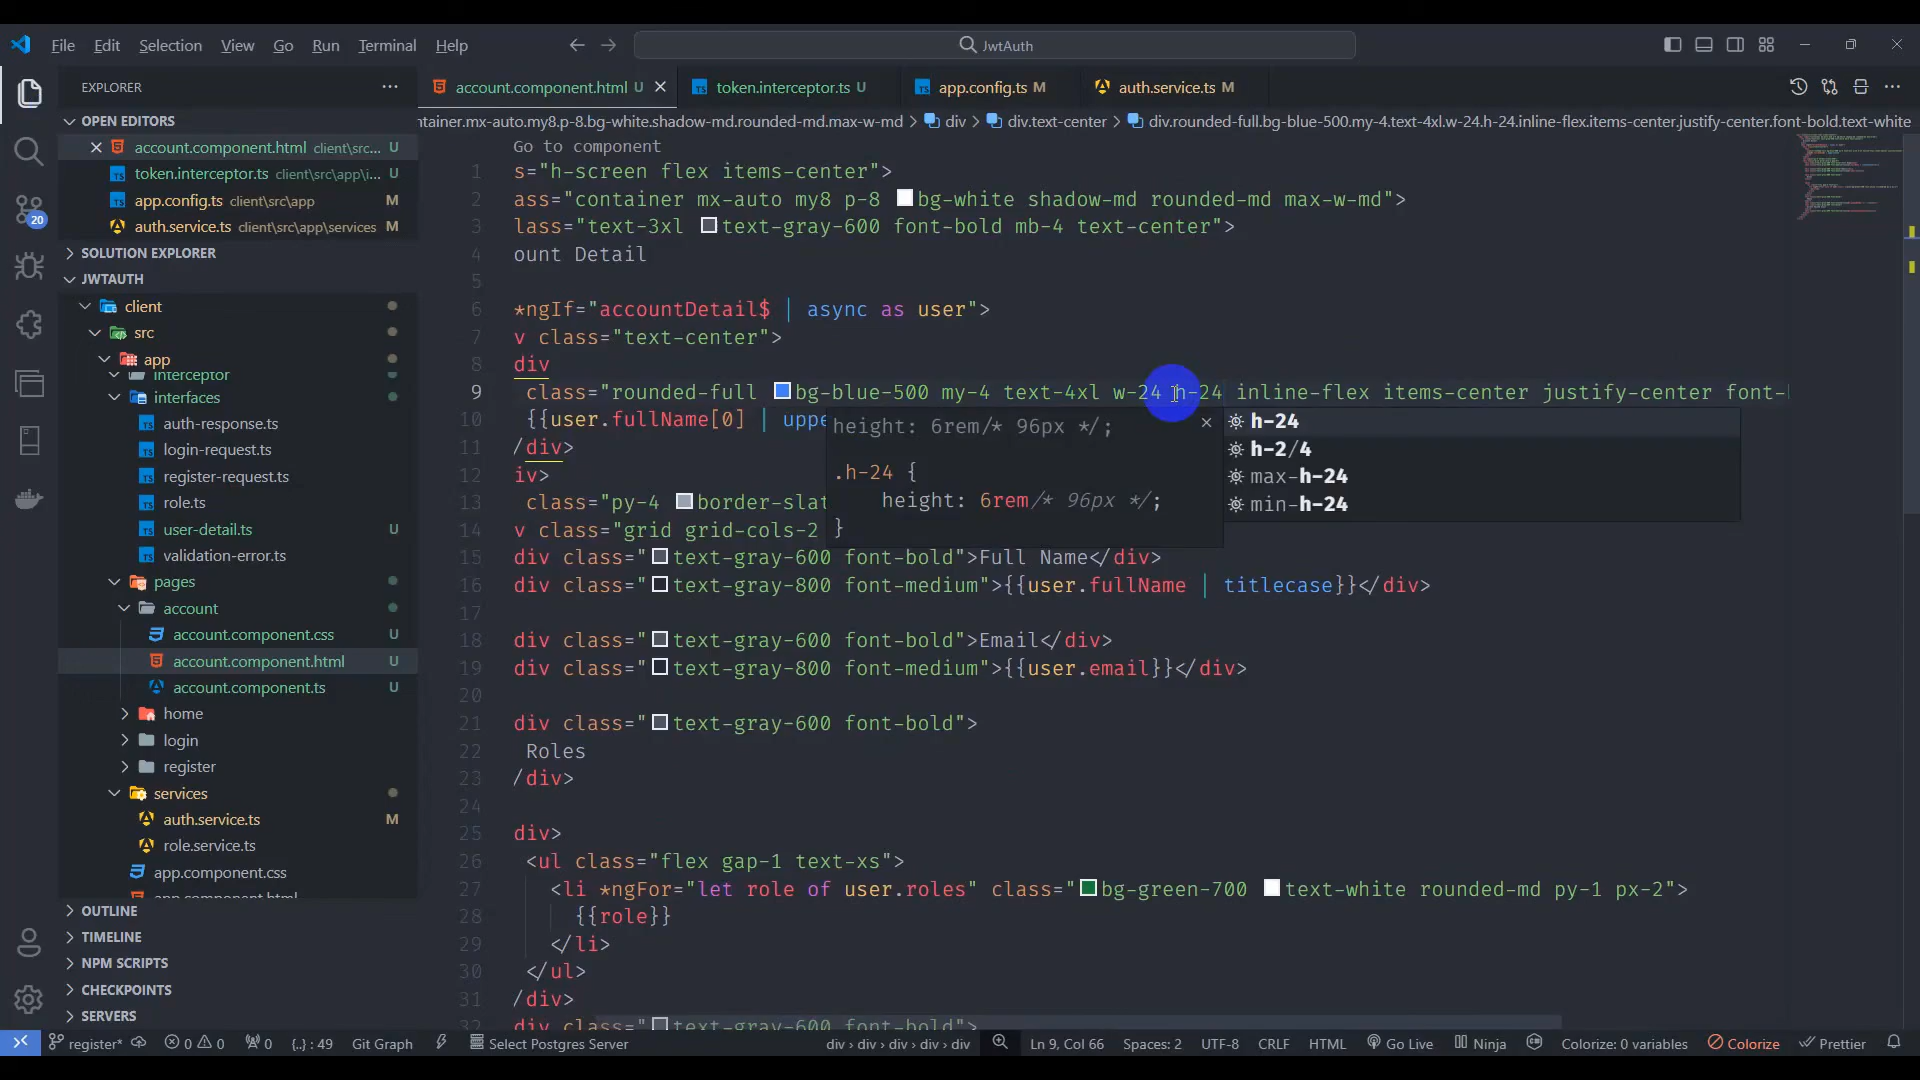 File Edit Selection View Go Run Terminal Help
JwtAuth
EXPLORER
account.component.html U
token.interceptor.ts U
app.config.ts M
auth.service.ts M
OPEN EDITORS
account.component.html client\src... U
token.interceptor.ts client\src\app\i... U
app.config.ts client\src\app M
auth.service.ts client\src\app\services M
SOLUTION EXPLORER
JWTAUTH
client
src
app
interceptor
interfaces
auth-response.ts
login-request.ts
register-request.ts
role.ts
user-detail.ts
validation-error.ts
pages
account
account.component.css U
account.component.html U
account.component.ts U
home
login
register
services
auth.service.ts M
role.service.ts
app.component.css
app.component.html
OUTLINE
TIMELINE
NPM SCRIPTS
CHECKPOINTS
SERVERS
20
ntainer.mx-auto.my8.p-8.bg-white.shadow-md.rounded-md.max-w-md > div > div.text-center > div.rounded-full.bg-blue-500.my-4.text-4xl.w-24.h-24.inline-flex.items-center.justify-center.font-bold.text-white
Go to component
1 s="h-screen flex items-center">
2 ass="container mx-auto my8 p-8 bg-white shadow-md rounded-md max-w-md">
3 lass="text-3xl text-gray-600 font-bold mb-4 text-center">
4 ount Detail
5
6 *ngIf="accountDetail$ | async as user">
7 v class="text-center">
8 div
9 class="rounded-full bg-blue-500 my-4 text-4xl w-24 h-24 inline-flex items-center justify-center font-b
10 {{user.fullName[0] | uppe
11 /div>
12 iv>
13 class="py-4 border-slat
14 v class="grid grid-cols-2
height: 6rem/* 96px */;
.h-24 {
height: 6rem/* 96px */;
}
h-24
h-2/4
max-h-24
min-h-24
15 div class="text-gray-600 font-bold">Full Name</div>
16 div class="text-gray-800 font-medium">{{user.fullName | titlecase}}</div>
17
18 div class="text-gray-600 font-bold">Email</div>
19 div class="text-gray-800 font-medium">{{user.email}}</div>
20
21 div class="text-gray-600 font-bold">
22 Roles
23 /div>
24
25 div>
26 <ul class="flex gap-1 text-xs">
27 <li *ngFor="let role of user.roles" class="bg-green-700 text-white rounded-md py-1 px-2">
28 {{role}}
29 </li>
30 </ul>
31 /div>
32 div class="text-gray-600 font-bold">
register* 0 0 0 {..} : 49 Git Graph Select Postgres Server div > div > div > div > div Ln 9, Col 66 Spaces: 2 UTF-8 CRLF HTML Go Live Ninja Colorize: 0 variables Colorize Prettier